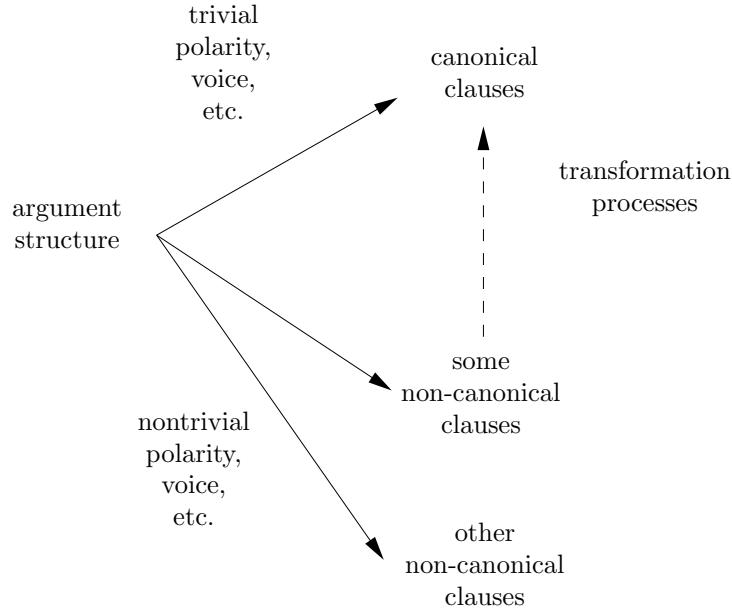 trivial
polarity,
voice,
etc.
canonical
clauses
transformation
processes
argument
structure
some
non-canonical
clauses
nontrivial
polarity,
voice,
etc.
other
non-canonical
clauses